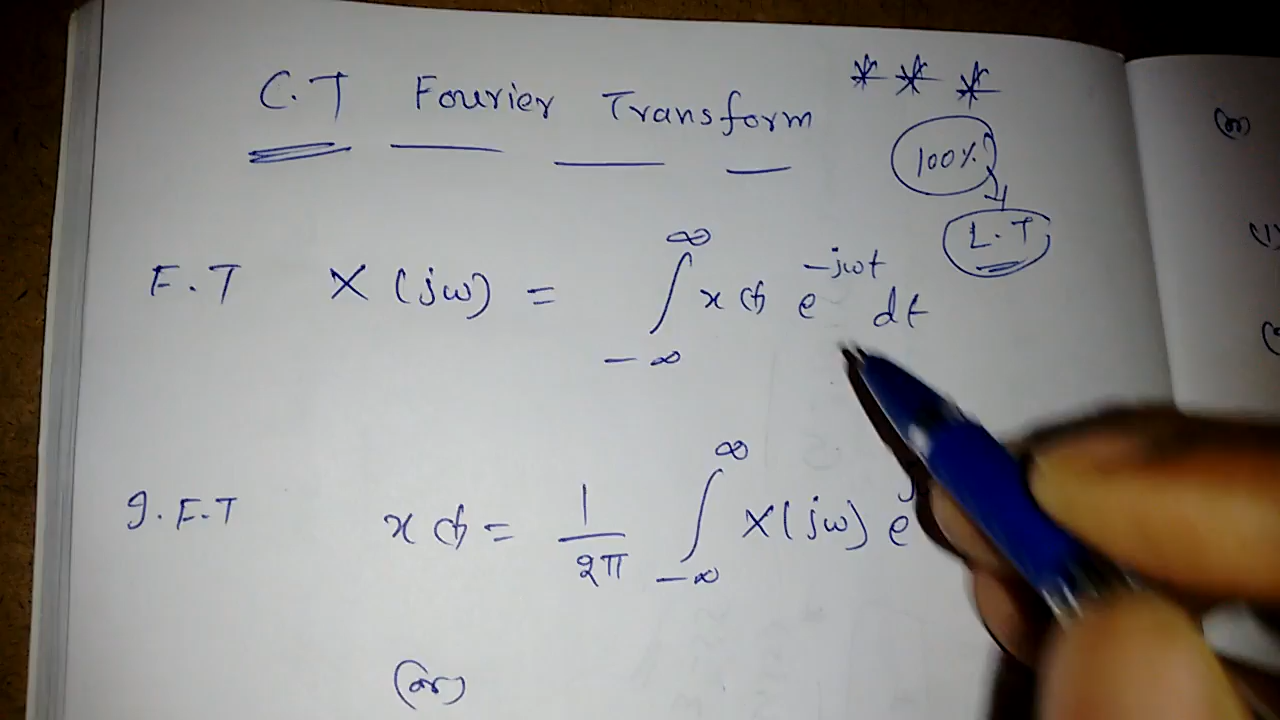 C.T Fourier Transform ***
100%
L.T
F.T X(jω) = ∫_{-∞}^{∞} x(t) e^{-jωt} dt
I.F.T x(t) = 1/2π ∫_{-∞}^{∞} X(jω) e^{j
(or)